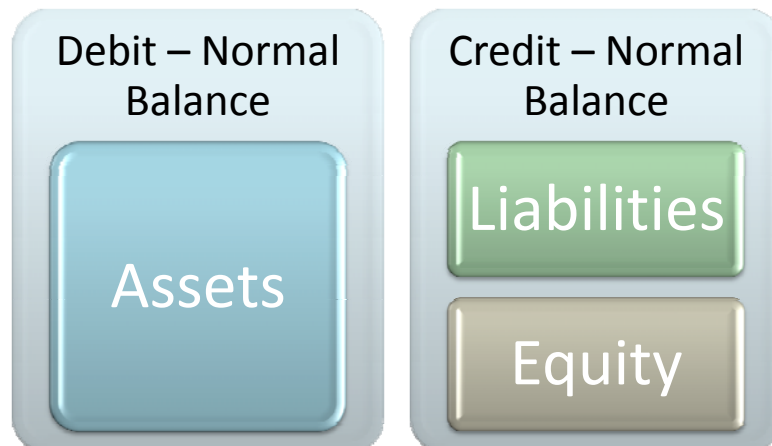 Debit – Normal
Balance
Assets
Credit – Normal
Balance
Liabilities
Equity